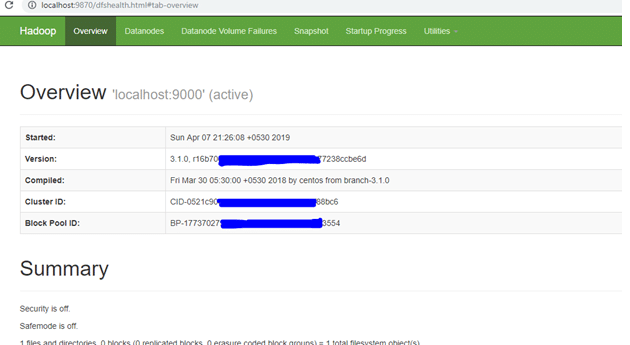 localhost:9870/dfshealth.html#tab-overview
Hadoop Overview Datanodes Datanode Volume Failures Snapshot Startup Progress Utilities
Overview 'localhost:9000' (active)
Started: Sun Apr 07 21:26:08 +0530 2019
Version: 3.1.0, r16b70 7238ccbe6d
Compiled: Fri Mar 30 05:30:00 +0530 2018 by centos from branch-3.1.0
Cluster ID: CID-0521c90 88bc6
Block Pool ID: BP-17737027 3554
Summary
Security is off.
Safemode is off.
1 files and directories, 0 blocks (0 replicated blocks, 0 erasure coded block groups) = 1 total filesystem object(s).